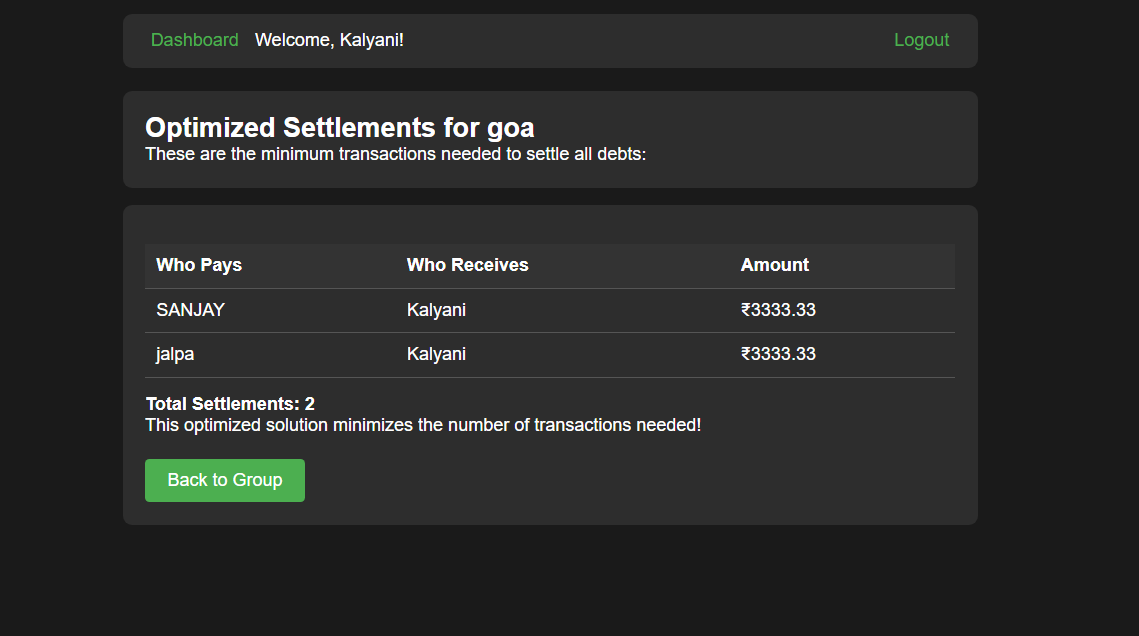 Dashboard Welcome, Kalyani! Logout
Optimized Settlements for goa
These are the minimum transactions needed to settle all debts:
Who Pays Who Receives Amount
SANJAY Kalyani ₹3333.33
jalpa Kalyani ₹3333.33
Total Settlements: 2
This optimized solution minimizes the number of transactions needed!
Back to Group